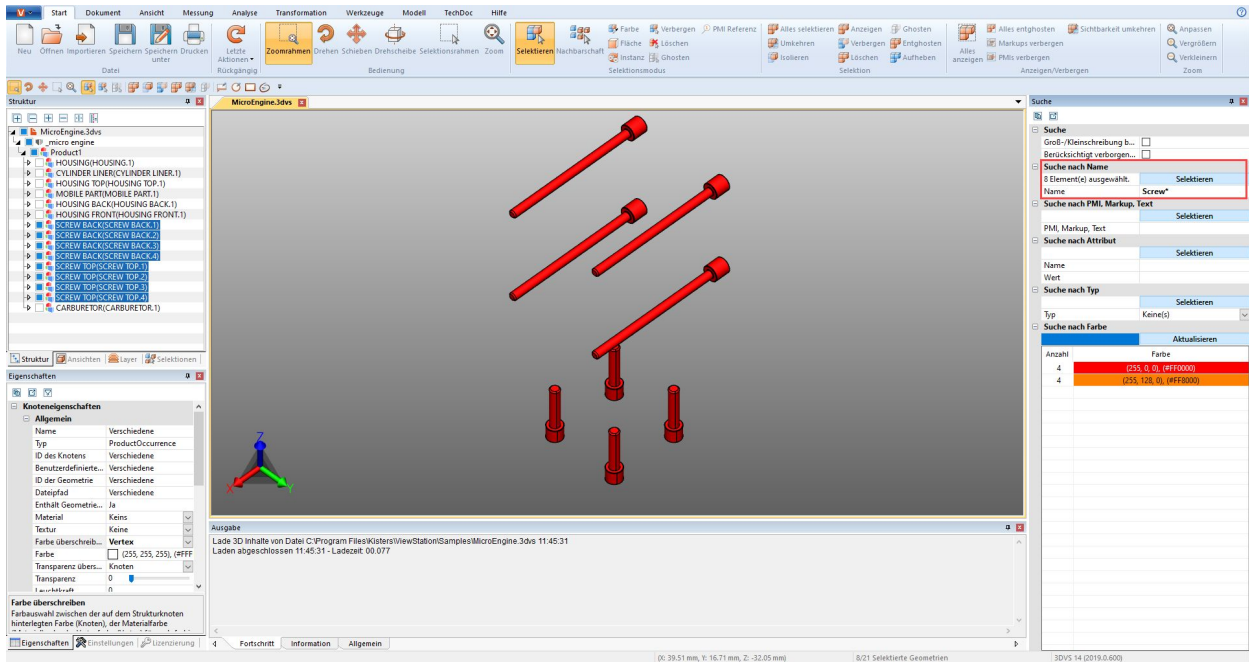 Start Dokument Ansicht Messung Analyse Transformation Werkzeuge Modell TechDoc Hilfe
Neu Öffnen Importieren Speichern Speichern unter Drucken
Datei
Letzte Aktionen
Rückgängig
Zoomrahmen Drehen Schieben Drehscheibe Selektionsrahmen Zoom
Bedienung
Selektieren Nachbarschaft
Farbe Verbergen PMI Referenz
Fläche Löschen
Instanz Ghosten
Selektionsmodus
Alles selektieren Anzeigen Ghosten
Umkehren Verbergen Entghosten
Isolieren Löschen Aufheben
Selektion
Alles anzeigen
Alles entghosten Sichtbarkeit umkehren
Markups verbergen
PMIs verbergen
Anzeigen/Verbergen
Anpassen
Vergrößern
Verkleinern
Zoom
Struktur
MicroEngine.3dvs
_micro engine
Product1
HOUSING(HOUSING.1)
CYLINDER LINER(CYLINDER LINER.1)
HOUSING TOP(HOUSING TOP.1)
MOBILE PART(MOBILE PART.1)
HOUSING BACK(HOUSING BACK.1)
HOUSING FRONT(HOUSING FRONT.1)
SCREW BACK(SCREW BACK.1)
SCREW BACK(SCREW BACK.2)
SCREW BACK(SCREW BACK.3)
SCREW BACK(SCREW BACK.4)
SCREW TOP(SCREW TOP.1)
SCREW TOP(SCREW TOP.2)
SCREW TOP(SCREW TOP.3)
SCREW TOP(SCREW TOP.4)
CARBURETOR(CARBURETOR.1)
Struktur Ansichten Layer Selektionen
Eigenschaften
Knoteneigenschaften
Allgemein
Name Verschiedene
Typ ProductOccurrence
ID des Knotens Verschiedene
Benutzerdefinierte... Verschiedene
ID der Geometrie Verschiedene
Dateipfad Verschiedene
Enthält Geometrie... Ja
Material Keins
Textur Keine
Farbe überschreib... Vertex
Farbe (255, 255, 255), (#FFF
Transparenz übers... Knoten
Transparenz 0
Leuchtkraft 0
Farbe überschreiben
Farbauswahl zwischen der auf dem Strukturknoten
hinterlegten Farbe (Knoten), der Materialfarbe
Eigenschaften Einstellungen Lizenzierung
MicroEngine.3dvs
Z
X
Y
Ausgabe
Lade 3D Inhalte von Datei C:\Program Files\Kisters\ViewStation\Samples\MicroEngine.3dvs 11:45:31
Laden abgeschlossen 11:45:31 - Ladezeit: 00.077
Fortschritt Information Allgemein
Suche
Suche
Groß-/Kleinschreibung b...
Berücksichtigt verborgen...
Suche nach Name
8 Element(e) ausgewählt. Selektieren
Name Screw*
Suche nach PMI, Markup, Text
Selektieren
PMI, Markup, Text
Suche nach Attribut
Selektieren
Name
Wert
Suche nach Typ
Selektieren
Typ Keine(s)
Suche nach Farbe
Aktualisieren
Anzahl Farbe
4 (255, 0, 0), (#FF0000)
4 (255, 128, 0), (#FF8000)
(X: 39.51 mm, Y: 16.71 mm, Z: -32.05 mm) 8/21 Selektierte Geometrien 3DVS 14 (2019.0.600)